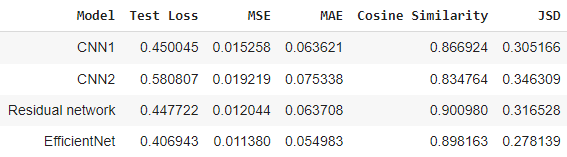 Model Test Loss MSE MAE Cosine Similarity JSD
CNN1 0.450045 0.015258 0.063621 0.866924 0.305166
CNN2 0.580807 0.019219 0.075338 0.834764 0.346309
Residual network 0.447722 0.012044 0.063708 0.900980 0.316528
EfficientNet 0.406943 0.011380 0.054983 0.898163 0.278139